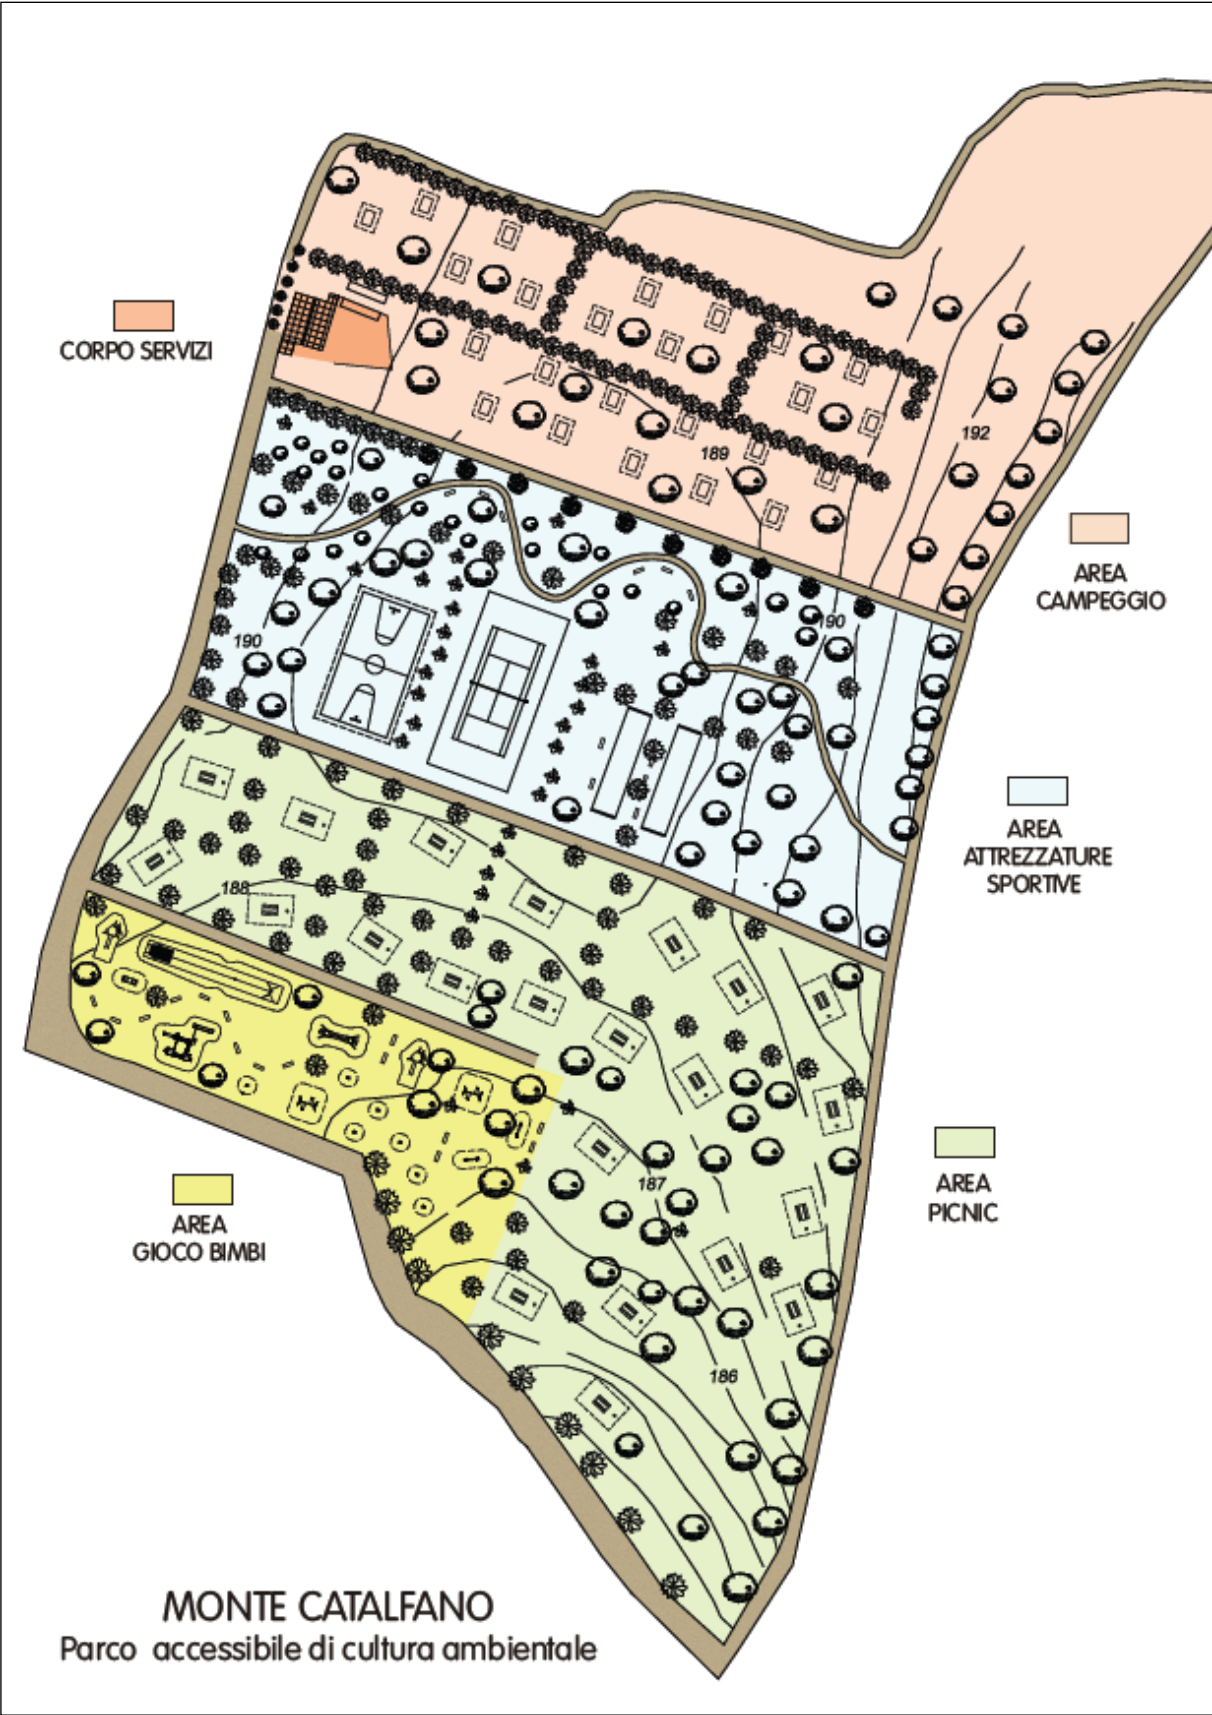 CORPO SERVIZI
189
192
AREA
CAMPEGGIO
190
190
AREA
ATTREZZATURE
SPORTIVE
188
AREA
PICNIC
187
AREA
GIOCO BIMBI
186
MONTE CATALFANO
Parco accessibile di cultura ambientale